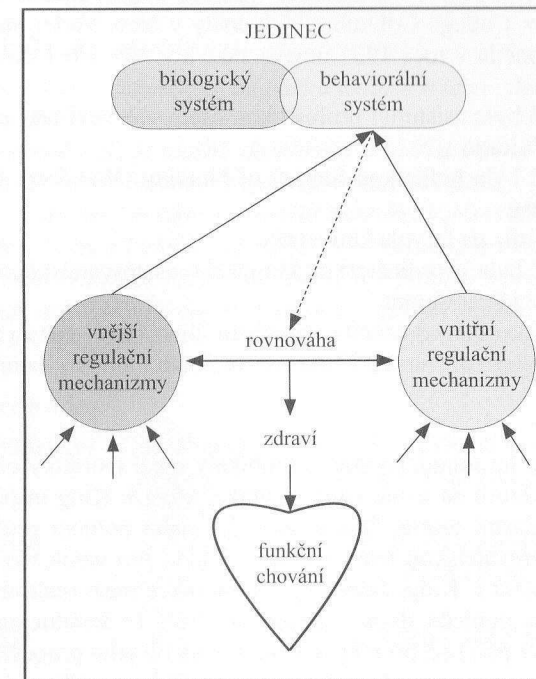 JEDINEC
biologický
systém
behaviorální
systém
vnější
regulační
mechanizmy
rovnováha
vnitřní
regulační
mechanizmy
zdraví
funkční
chování